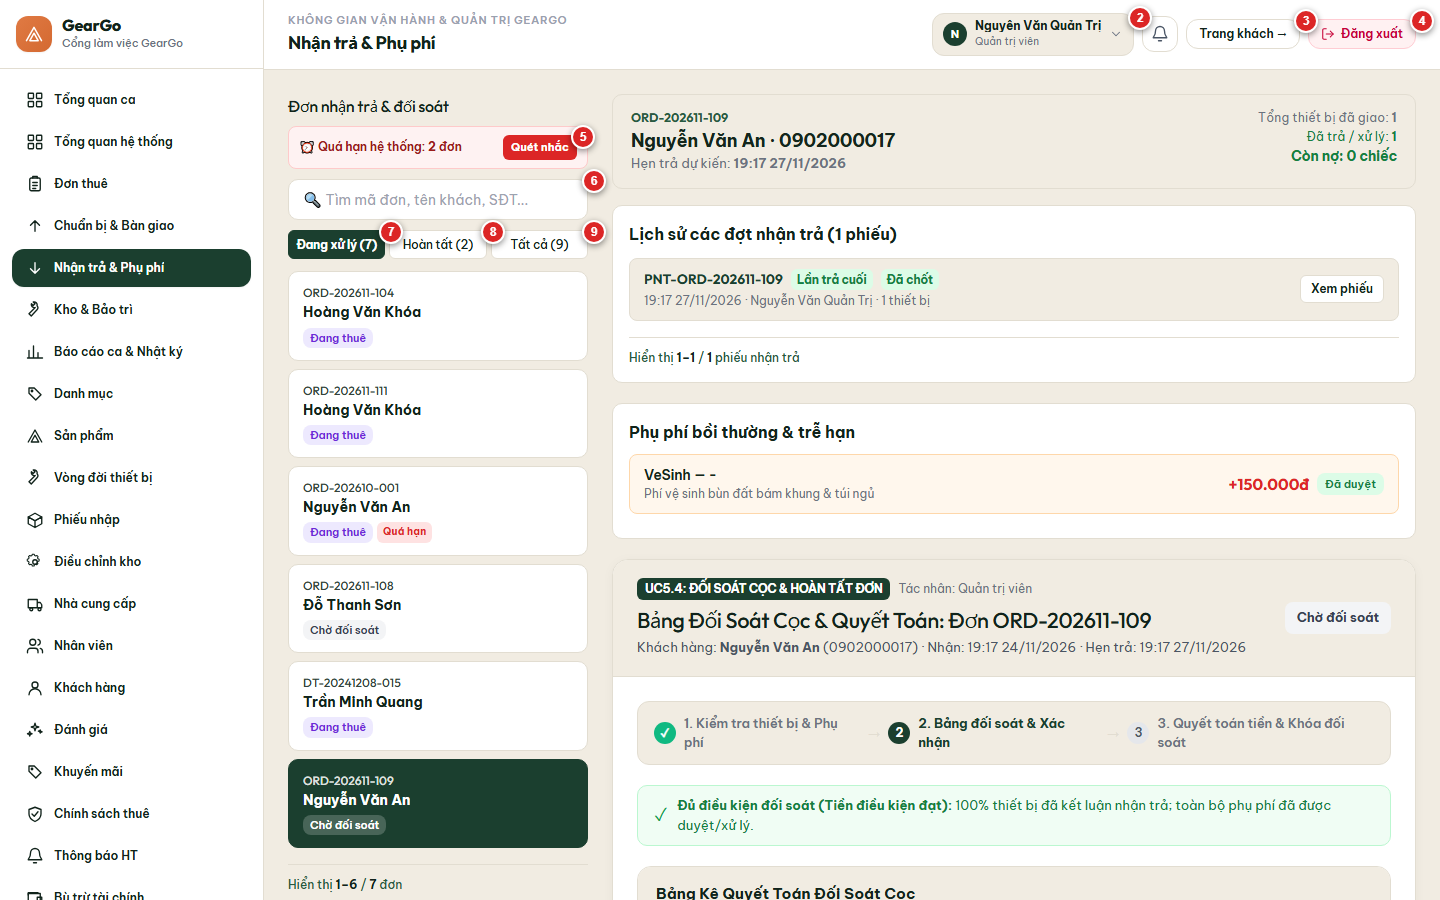 GearGo
Cổng làm việc GearGo
Tổng quan ca
Tổng quan hệ thống
Đơn thuê
Chuẩn bị & Bàn giao
Nhận trả & Phụ phí
Kho & Bảo trì
Báo cáo ca & Nhật ký
Danh mục
Sản phẩm
Vòng đời thiết bị
Phiếu nhập
Điều chỉnh kho
Nhà cung cấp
Nhân viên
Khách hàng
Đánh giá
Khuyến mãi
Chính sách thuê
Thông báo HT
Bù trừ tài chính
KHÔNG GIAN VẬN HÀNH & QUẢN TRỊ GEARGO
Nhận trả & Phụ phí
N
Nguyễn Văn Quản Trị
Quản trị viên
2
Trang khách →
3
Đăng xuất
4
Đơn nhận trả & đối soát
Quá hạn hệ thống: 2 đơn
Quét nhắc
5
Tìm mã đơn, tên khách, SĐT...
6
Đang xử lý (7)
7
Hoàn tất (2)
8
Tất cả (9)
9
ORD-202611-104
Hoàng Văn Khóa
Đang thuê
ORD-202611-111
Hoàng Văn Khóa
Đang thuê
ORD-202610-001
Nguyễn Văn An
Đang thuê
Quá hạn
ORD-202611-108
Đỗ Thanh Sơn
Chờ đối soát
DT-20241208-015
Trần Minh Quang
Đang thuê
ORD-202611-109
Nguyễn Văn An
Chờ đối soát
Hiển thị 1–6 / 7 đơn
ORD-202611-109
Nguyễn Văn An · 0902000017
Hẹn trả dự kiến: 19:17 27/11/2026
Tổng thiết bị đã giao: 1
Đã trả / xử lý: 1
Còn nợ: 0 chiếc
Lịch sử các đợt nhận trả (1 phiếu)
PNT-ORD-202611-109
Lần trả cuối
Đã chốt
19:17 27/11/2026 · Nguyễn Văn Quản Trị · 1 thiết bị
Xem phiếu
Hiển thị 1–1 / 1 phiếu nhận trả
Phụ phí bồi thường & trễ hạn
VeSinh — -
Phí vệ sinh bùn đất bám khung & túi ngủ
+150.000đ
Đã duyệt
UC5.4: ĐỐI SOÁT CỌC & HOÀN TẤT ĐƠN
Tác nhân: Quản trị viên
Bảng Đối Soát Cọc & Quyết Toán: Đơn ORD-202611-109
Khách hàng: Nguyễn Văn An (0902000017) · Nhận: 19:17 24/11/2026 · Hẹn trả: 19:17 27/11/2026
Chờ đối soát
✓
1. Kiểm tra thiết bị & Phụ
phí
→
2
2. Bảng đối soát & Xác
nhận
→
3
3. Quyết toán tiền & Khóa đối
soát
✓
Đủ điều kiện đối soát (Tiền điều kiện đạt): 100% thiết bị đã kết luận nhận trả; toàn bộ phụ phí đã được
duyệt/xử lý.
Bảng Kê Quyết Toán Đối Soát Cọc